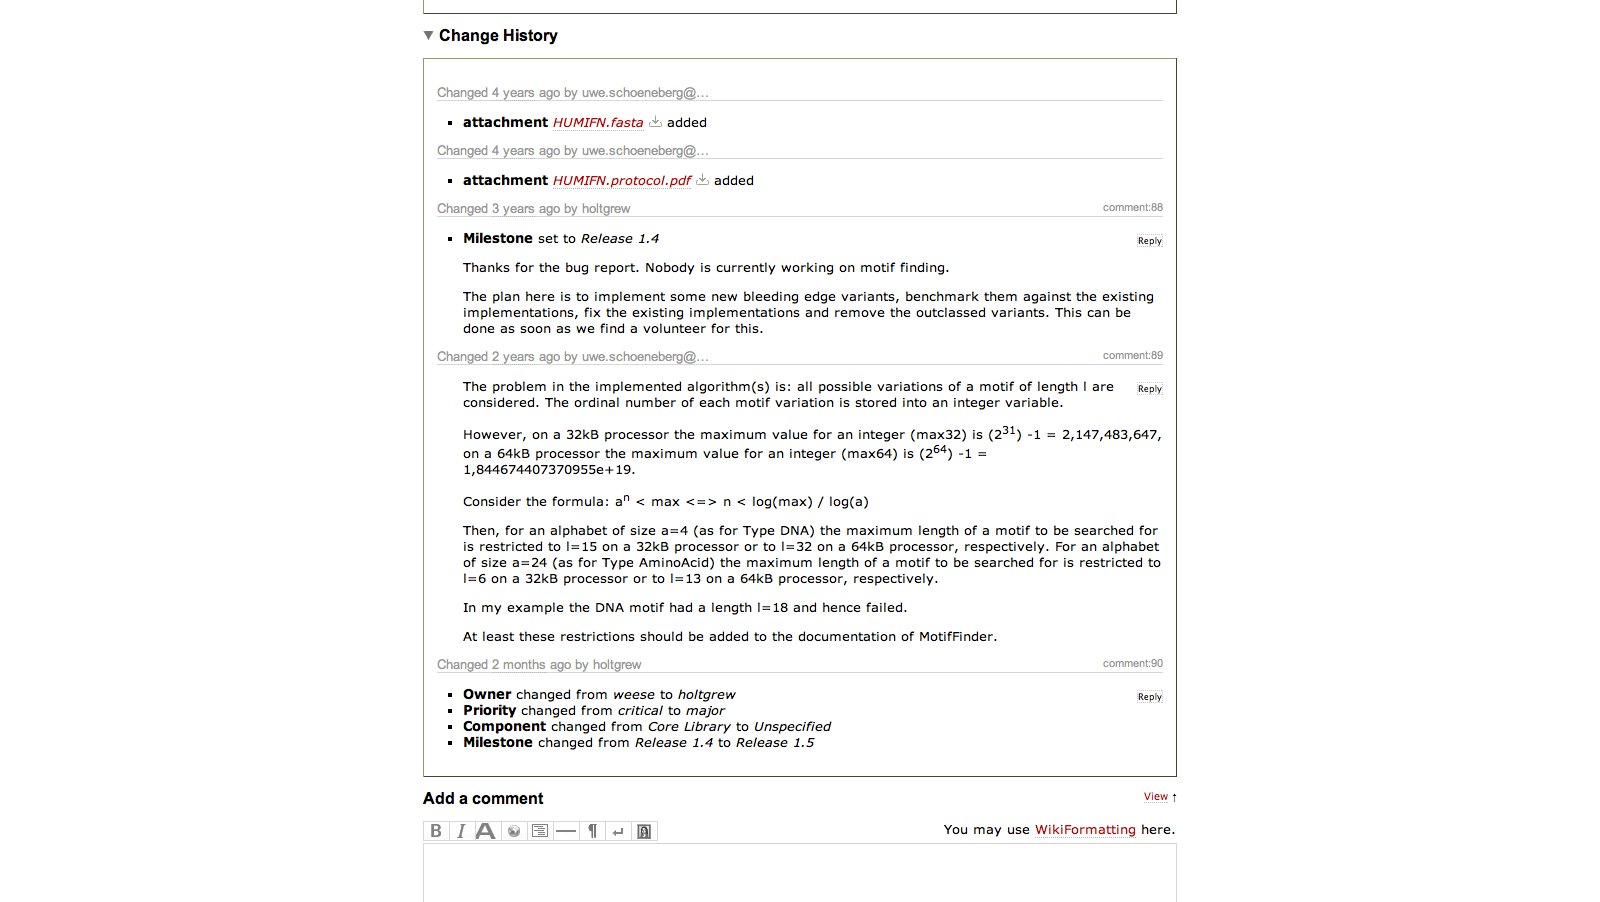 ▼ Change History
Changed 4 years ago by uwe.schoeneberg@…
▪ attachment HUMIFN.fasta added
Changed 4 years ago by uwe.schoeneberg@…
▪ attachment HUMIFN.protocol.pdf added
Changed 3 years ago by holtgrew comment:88
▪ Milestone set to Release 1.4 Reply
Thanks for the bug report. Nobody is currently working on motif finding.
The plan here is to implement some new bleeding edge variants, benchmark them against the existing
implementations, fix the existing implementations and remove the outclassed variants. This can be
done as soon as we find a volunteer for this.
Changed 2 years ago by uwe.schoeneberg@… comment:89
The problem in the implemented algorithm(s) is: all possible variations of a motif of length l are Reply
considered. The ordinal number of each motif variation is stored into an integer variable.
However, on a 32kB processor the maximum value for an integer (max32) is (2^31) -1 = 2,147,483,647,
on a 64kB processor the maximum value for an integer (max64) is (2^64) -1 =
1,844674407370955e+19.
Consider the formula: a^n < max <=> n < log(max) / log(a)
Then, for an alphabet of size a=4 (as for Type DNA) the maximum length of a motif to be searched for
is restricted to l=15 on a 32kB processor or to l=32 on a 64kB processor, respectively. For an alphabet
of size a=24 (as for Type AminoAcid) the maximum length of a motif to be searched for is restricted to
l=6 on a 32kB processor or to l=13 on a 64kB processor, respectively.
In my example the DNA motif had a length l=18 and hence failed.
At least these restrictions should be added to the documentation of MotifFinder.
Changed 2 months ago by holtgrew comment:90
▪ Owner changed from weese to holtgrew Reply
▪ Priority changed from critical to major
▪ Component changed from Core Library to Unspecified
▪ Milestone changed from Release 1.4 to Release 1.5
Add a comment View ↑
B I A ¶ ↵ You may use WikiFormatting here.